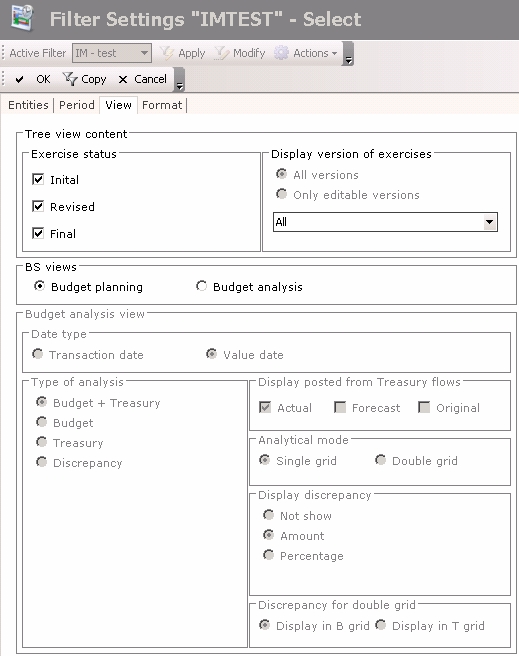 Filter Settings "IMTEST" - Select
Active Filter IM - test Apply Modify Actions
OK Copy Cancel
Entities Period View Format
Tree view content
Exercise status
Inital
Revised
Final
Display version of exercises
All versions
Only editable versions
All
BS views
Budget planning Budget analysis
Budget analysis view
Date type
Transaction date Value date
Type of analysis
Budget + Treasury
Budget
Treasury
Discrepancy
Display posted from Treasury flows
Actual Forecast Original
Analytical mode
Single grid Double grid
Display discrepancy
Not show
Amount
Percentage
Discrepancy for double grid
Display in B grid Display in T grid